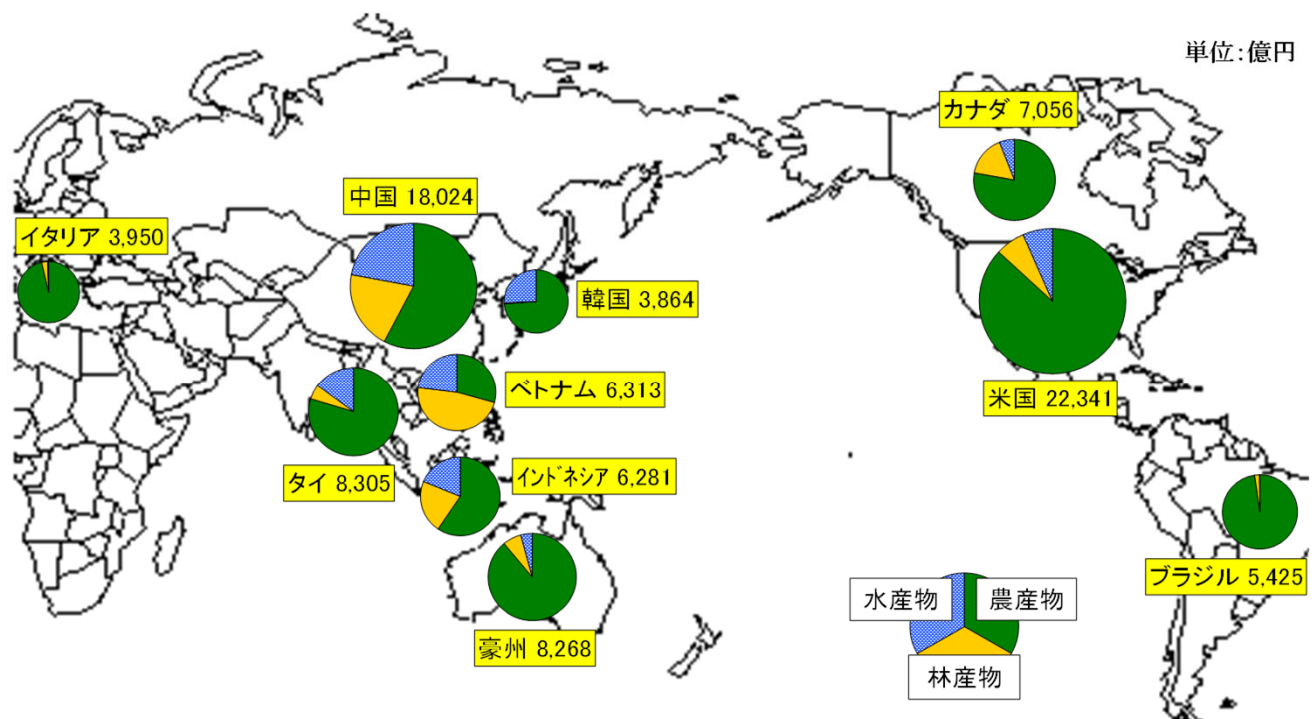 単位:億円
カナダ 7,056
中国 18,024
イタリア 3,950
韓国 3,864
ベトナム 6,313
米国 22,341
タイ 8,305
インドネシア 6,281
ブラジル 5,425
水産物
農産物
豪州 8,268
林産物